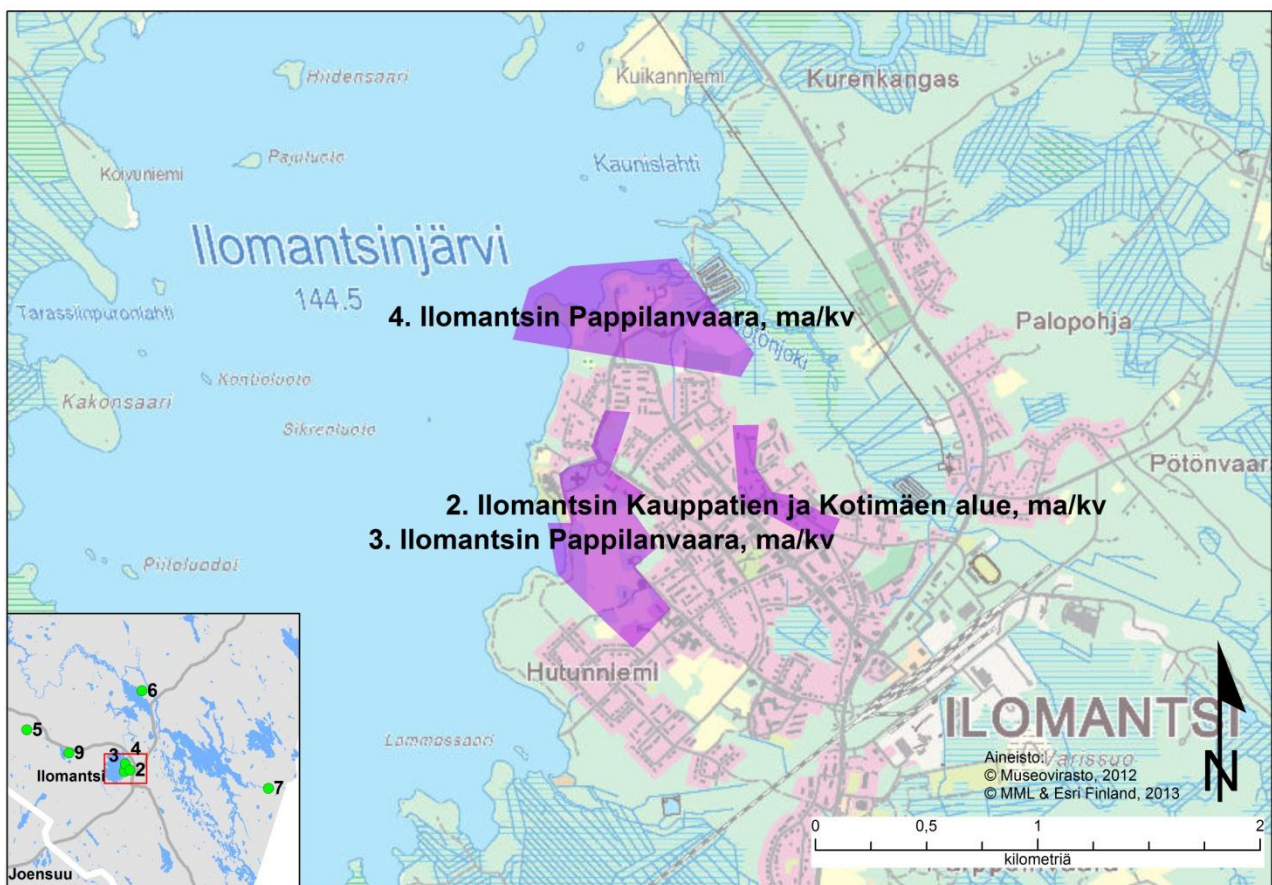 Hiidensaari
Kuikanniemi
Kurenkangas
Pajuluoto
Kaunislahti
Koivuniemi
Ilomantsinjärvi
144.5
Tarassiinpuronlahti
4. Ilomantsin Pappilanvaara, ma/kv
Palopohja
Kontioluoto
Kakonsaari
Sikrenluoto
Pötönvaara
2. Ilomantsin Kauppatien ja Kotimäen alue, ma/kv
3. Ilomantsin Pappilanvaara, ma/kv
Piiloluodot
Hutunniemi
6
5
9
4
3
2
Ilomantsi
7
Joensuu
Lammassaari
ILOMANTSI
Varissuo
Aineisto:
© Museovirasto, 2012
© MML & Esri Finland, 2013
N
0 0,5 1 2
kilometriä